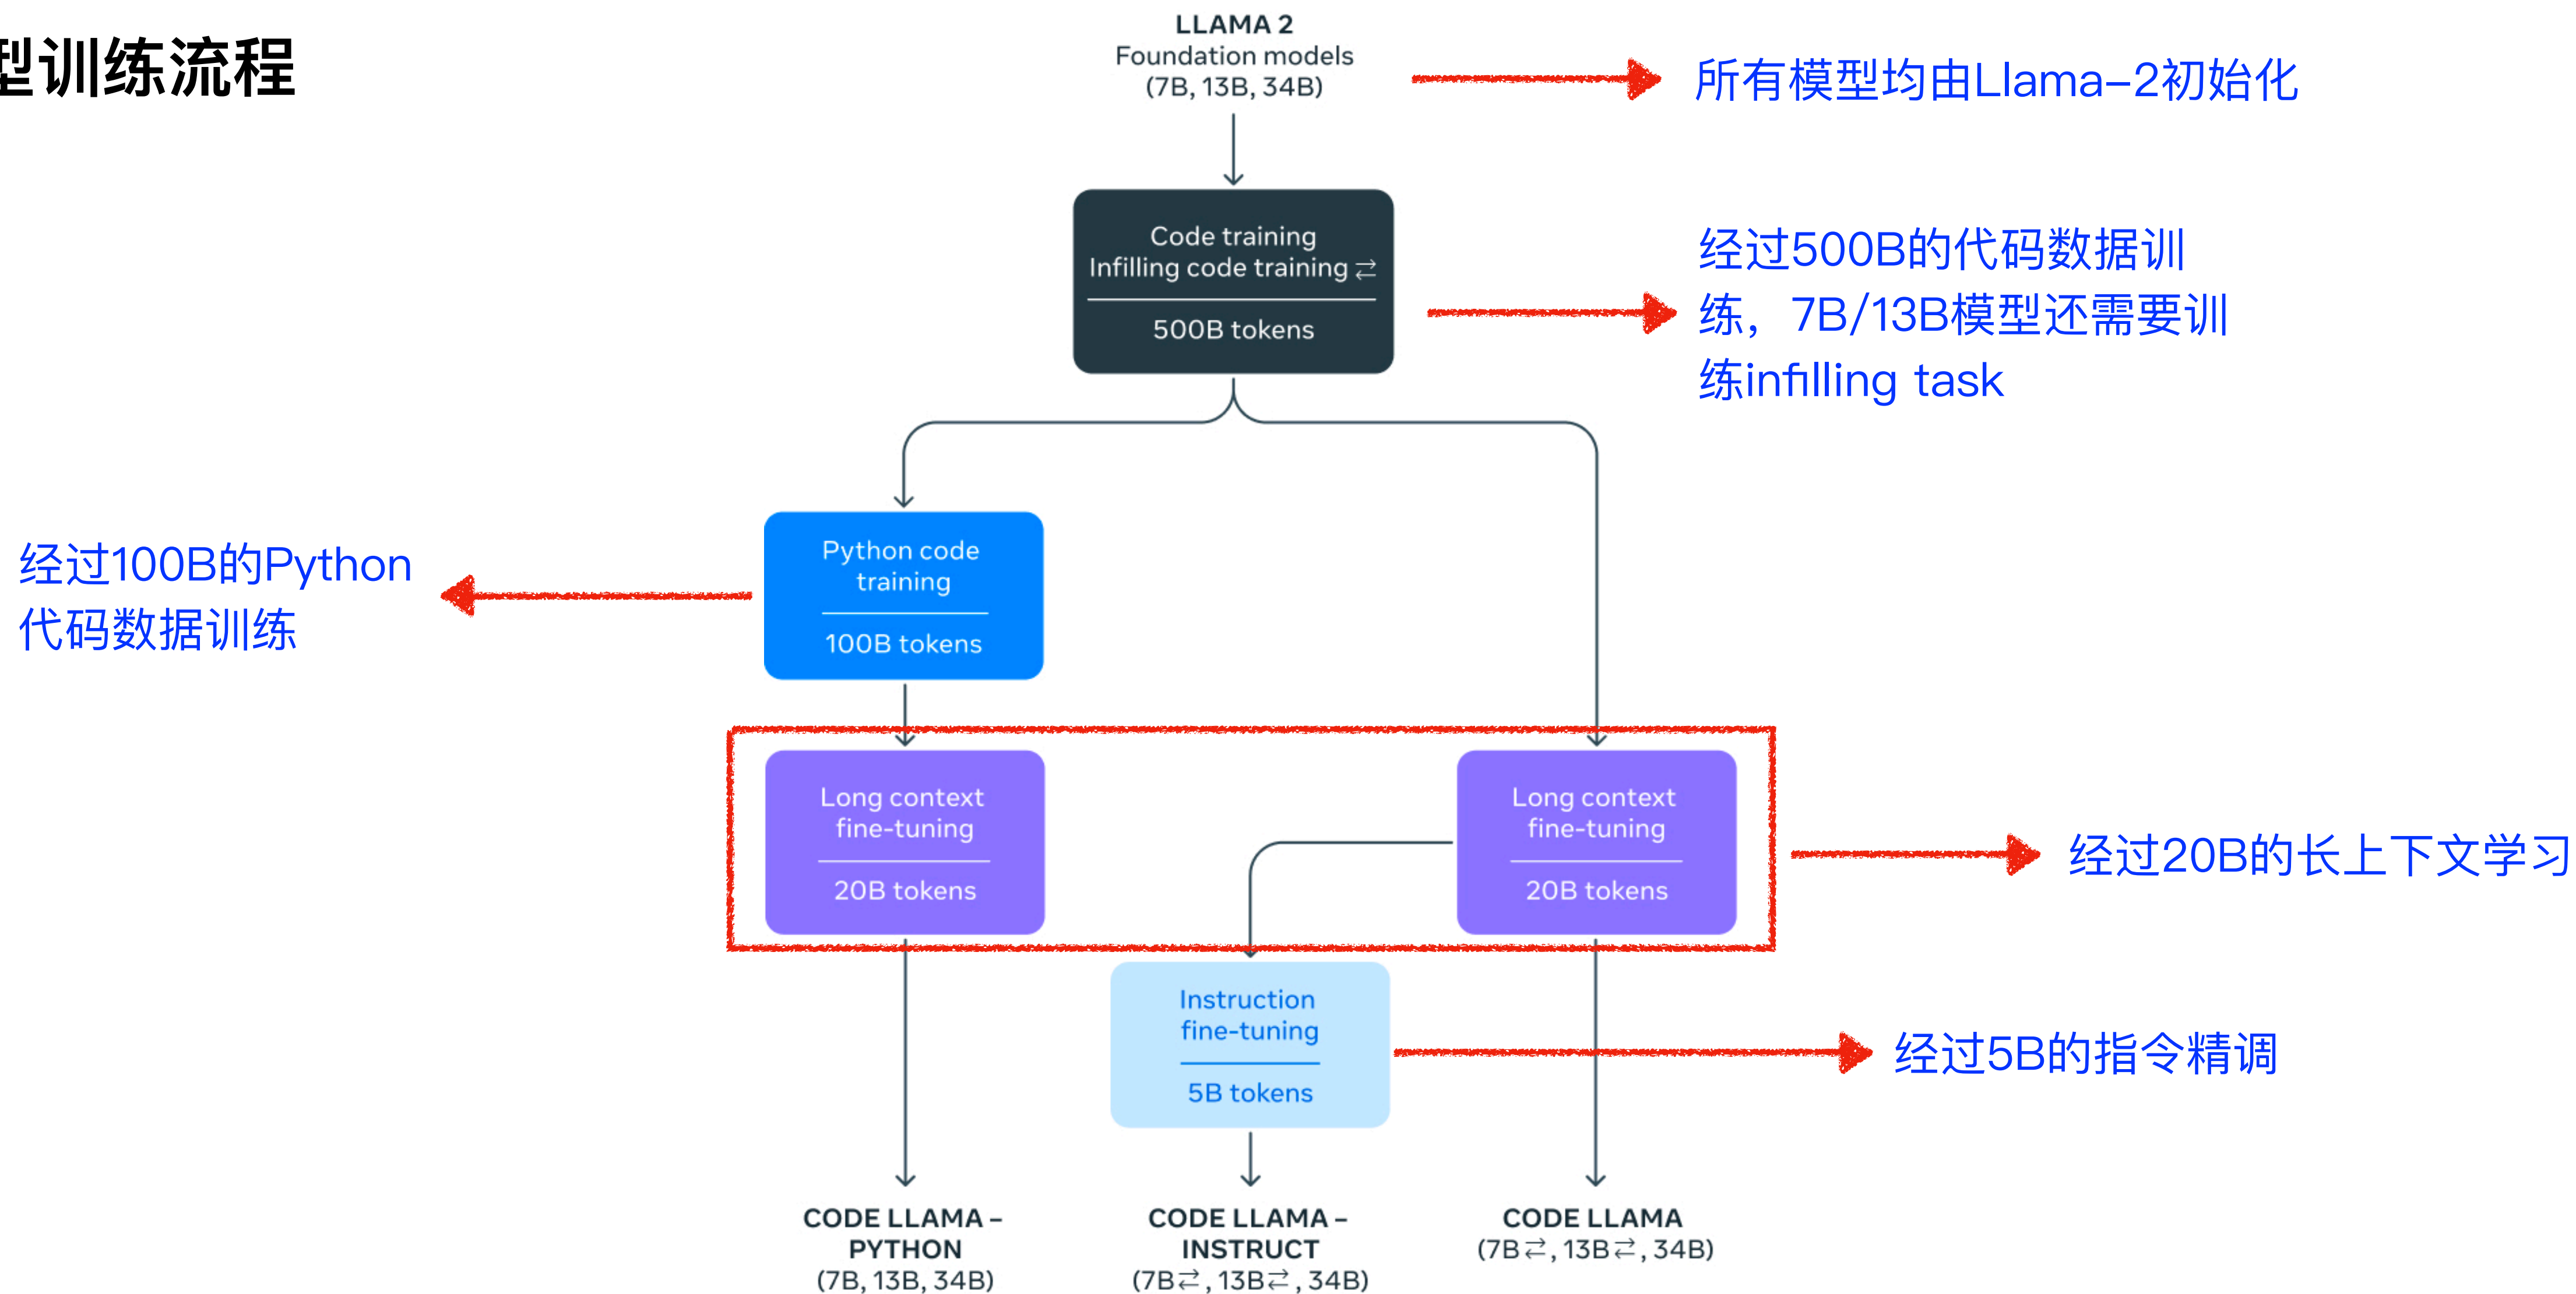 型训练流程
LLAMA 2
Foundation models
(7B, 13B, 34B)
所有模型均由Llama–2初始化
Code training
Infilling code training ⇄
500B tokens
经过500B的代码数据训
练，7B/13B模型还需要训
练infilling task
Python code
training
100B tokens
经过100B的Python
代码数据训练
Long context
fine-tuning
20B tokens
Long context
fine-tuning
20B tokens
经过20B的长上下文学习
Instruction
fine-tuning
5B tokens
经过5B的指令精调
CODE LLAMA –
PYTHON
(7B, 13B, 34B)
CODE LLAMA –
INSTRUCT
(7B⇄, 13B⇄, 34B)
CODE LLAMA
(7B⇄, 13B⇄, 34B)